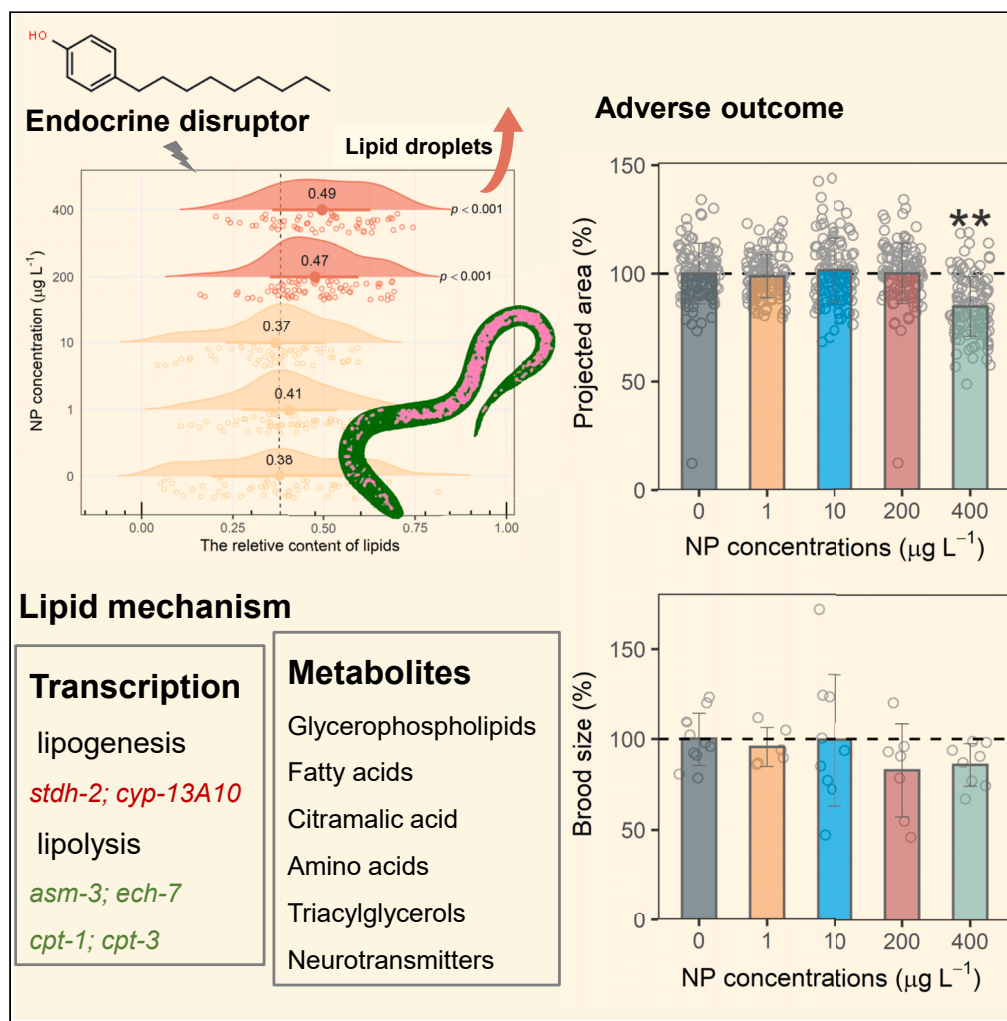 HO
Endocrine disruptor
Lipid droplets
NP concentration (µg L⁻¹)
400
200
10
1
0
0.49
p < 0.001
0.47
p < 0.001
0.37
0.41
0.38
0.00 0.25 0.50 0.75 1.00
The reletive content of lipids
Adverse outcome
Projected area (%)
150
100
50
0
**
0 1 10 200 400
NP concentrations (µg L⁻¹)
Lipid mechanism
Transcription
lipogenesis
stdh-2; cyp-13A10
lipolysis
asm-3; ech-7
cpt-1; cpt-3
Metabolites
Glycerophospholipids
Fatty acids
Citramalic acid
Amino acids
Triacylglycerols
Neurotransmitters
Brood size (%)
150
100
50
0
0 1 10 200 400
NP concentrations (µg L⁻¹)